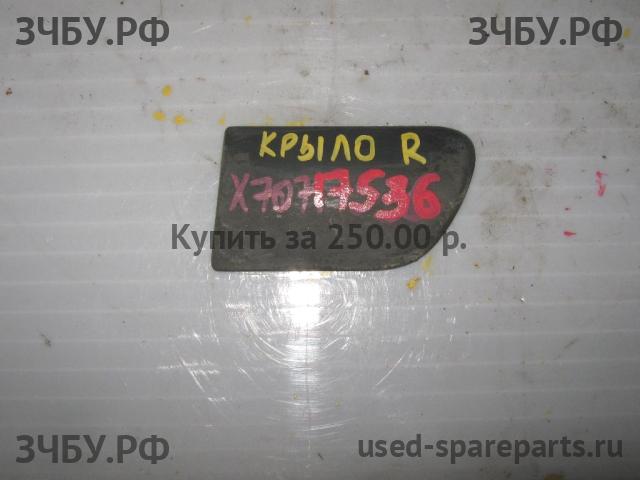 ЗЧБУ.РФ ЗЧБУ.РФ
КРЫЛО R
Купить за 250.00 р.
ЗЧБУ.РФ used-spareparts.ru